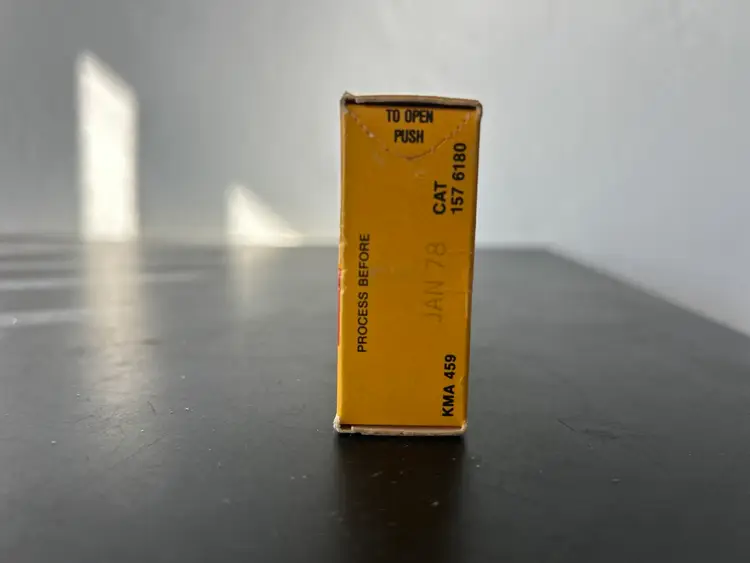 TO OPEN
PUSH
PROCESS BEFORE
JAN 78
CAT
157 6180
KMA 459